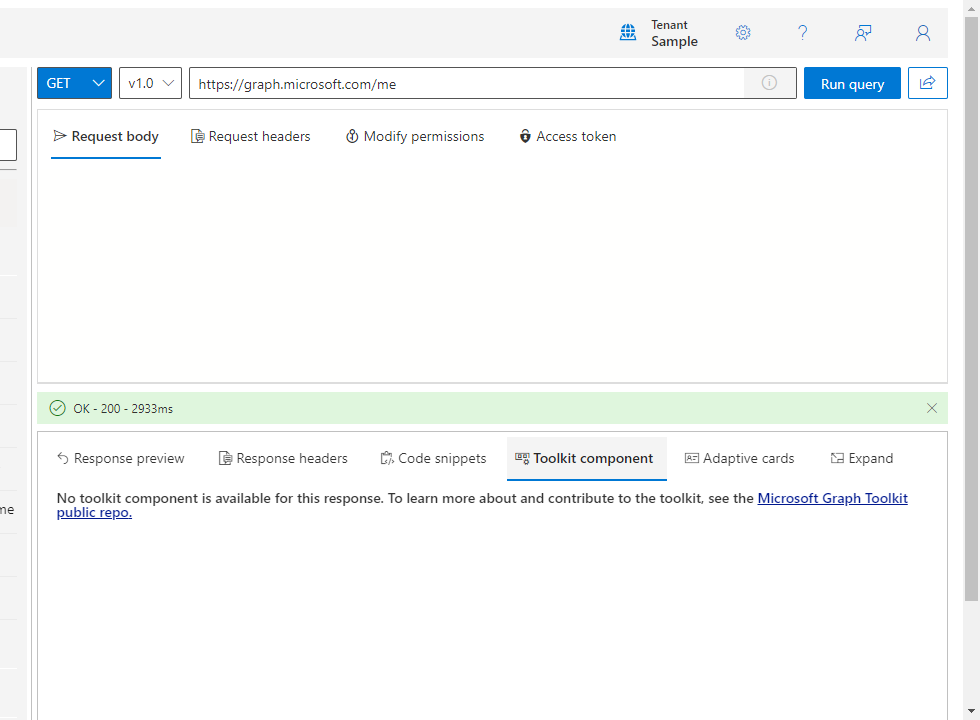 Tenant
Sample
GET
v1.0
https://graph.microsoft.com/me
Run query
Request body
Request headers
Modify permissions
Access token
OK - 200 - 2933ms
me
Response preview
Response headers
Code snippets
Toolkit component
Adaptive cards
Expand
No toolkit component is available for this response. To learn more about and contribute to the toolkit, see the Microsoft Graph Toolkit
public repo.